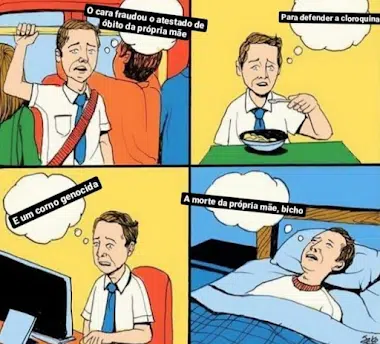 O cara fraudou o atestado de
óbito da própria mãe
Para defender a cloroquina
E um corno genocida
A morte da própria mãe, bicho